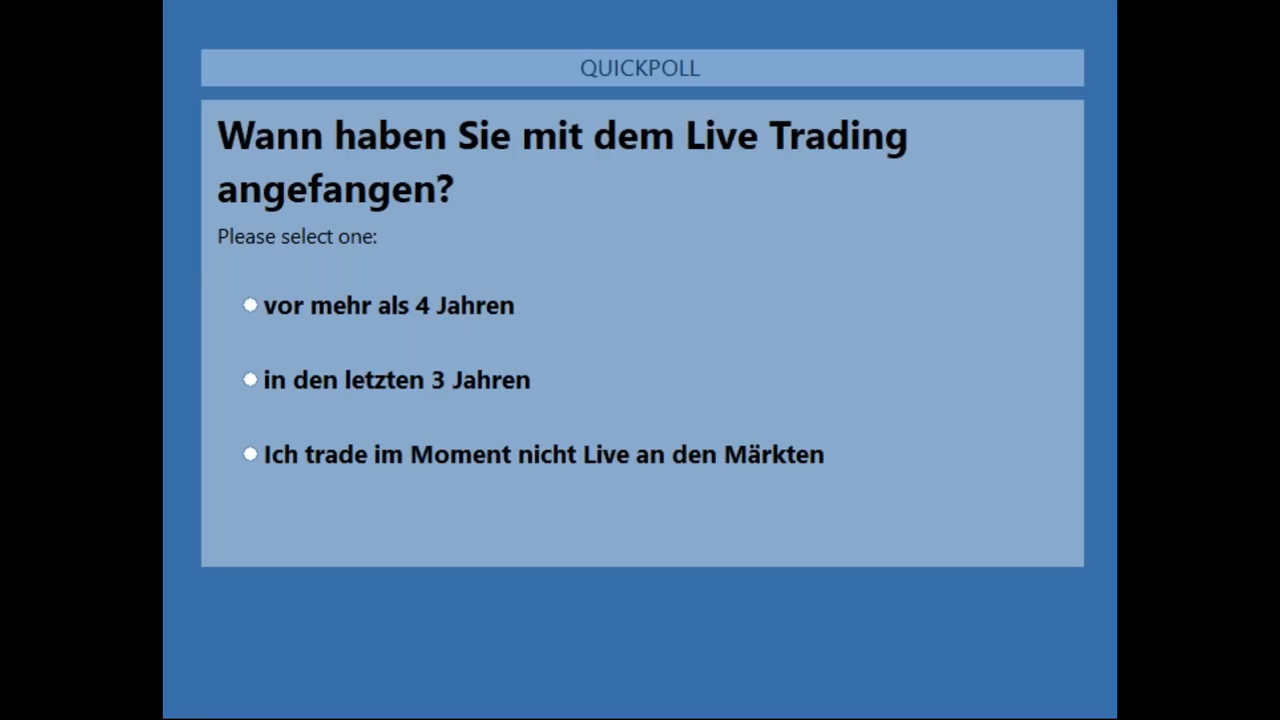 QUICKPOLL
Wann haben Sie mit dem Live Trading
angefangen?
Please select one:
vor mehr als 4 Jahren
in den letzten 3 Jahren
Ich trade im Moment nicht Live an den Märkten